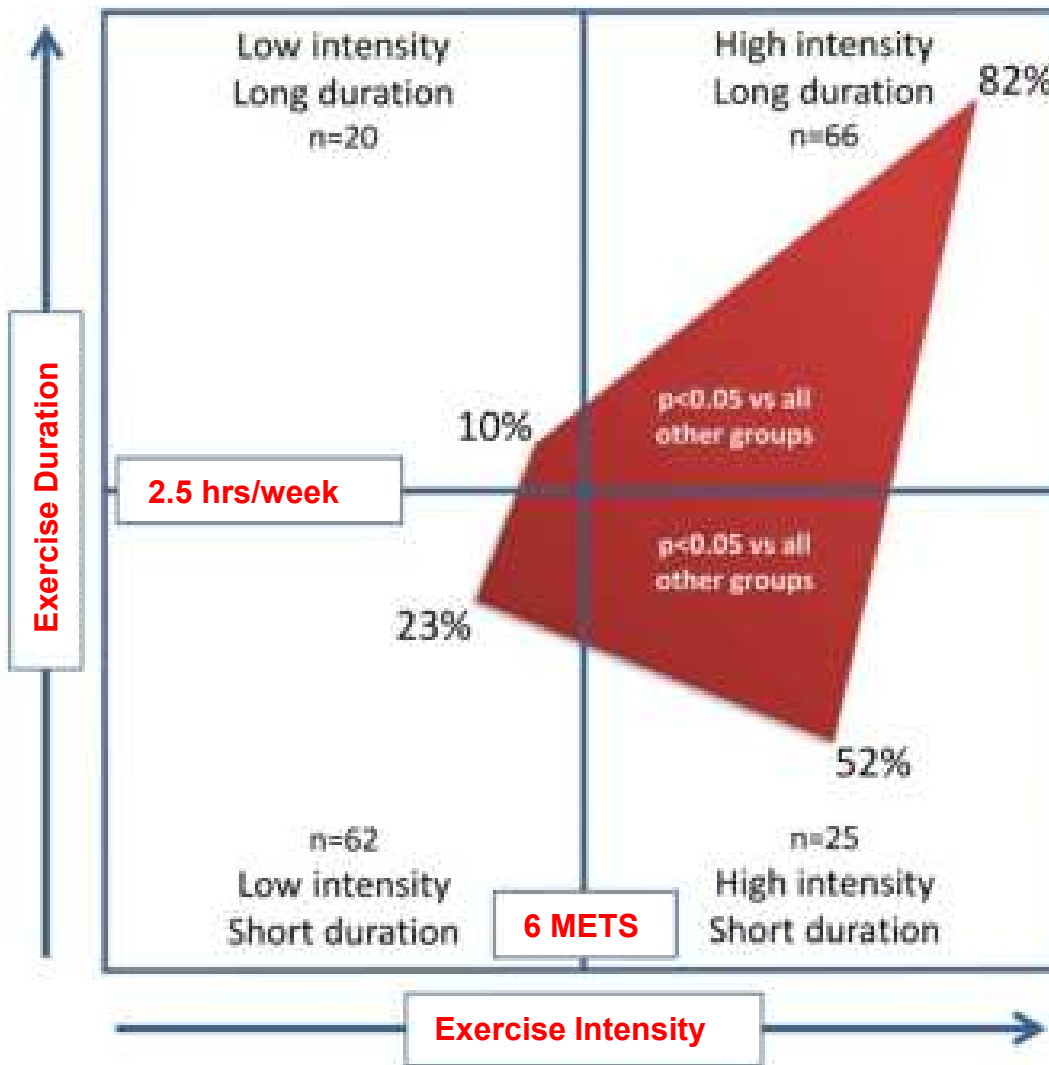 Low intensity
Long duration
n=20
High intensity
Long duration
n=66
82%
10%
p<0.05 vs all
other groups
Exercise Duration
2.5 hrs/week
p<0.05 vs all
other groups
23%
52%
n=62
Low intensity
Short duration
n=25
High intensity
Short duration
6 METS
Exercise Intensity